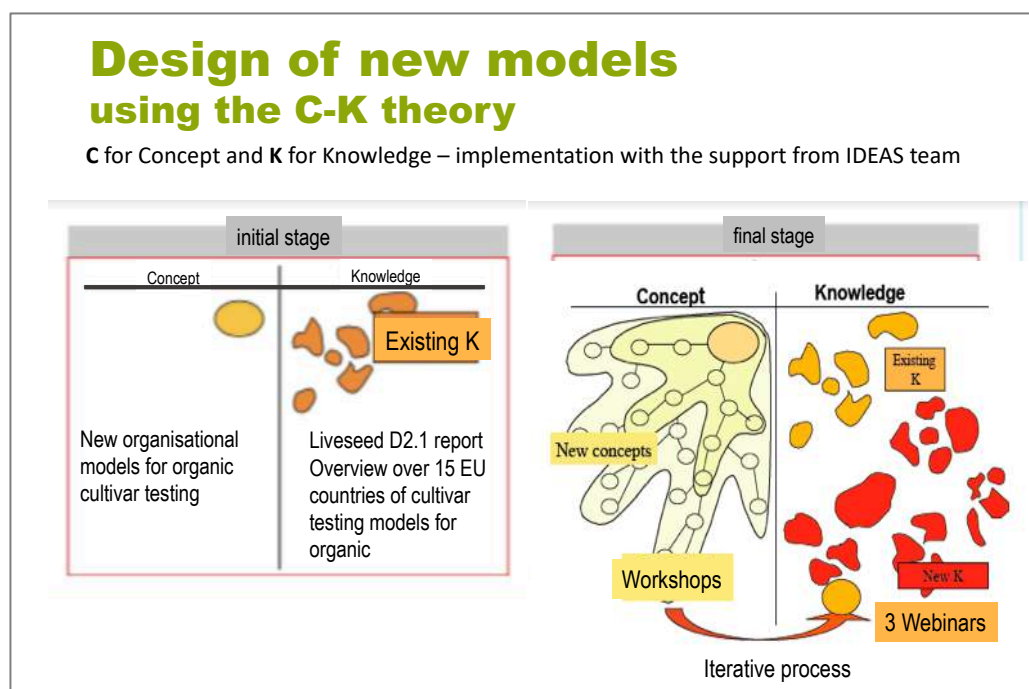 Design of new models
using the C-K theory
C for Concept and K for Knowledge – implementation with the support from IDEAS team
initial stage
Concept
Knowledge
Existing K
New organisational
models for organic
cultivar testing
Liveseed D2.1 report
Overview over 15 EU
countries of cultivar
testing models for
organic
final stage
Concept
Knowledge
Existing
K
New concepts
Workshops
New K
3 Webinars
Iterative process